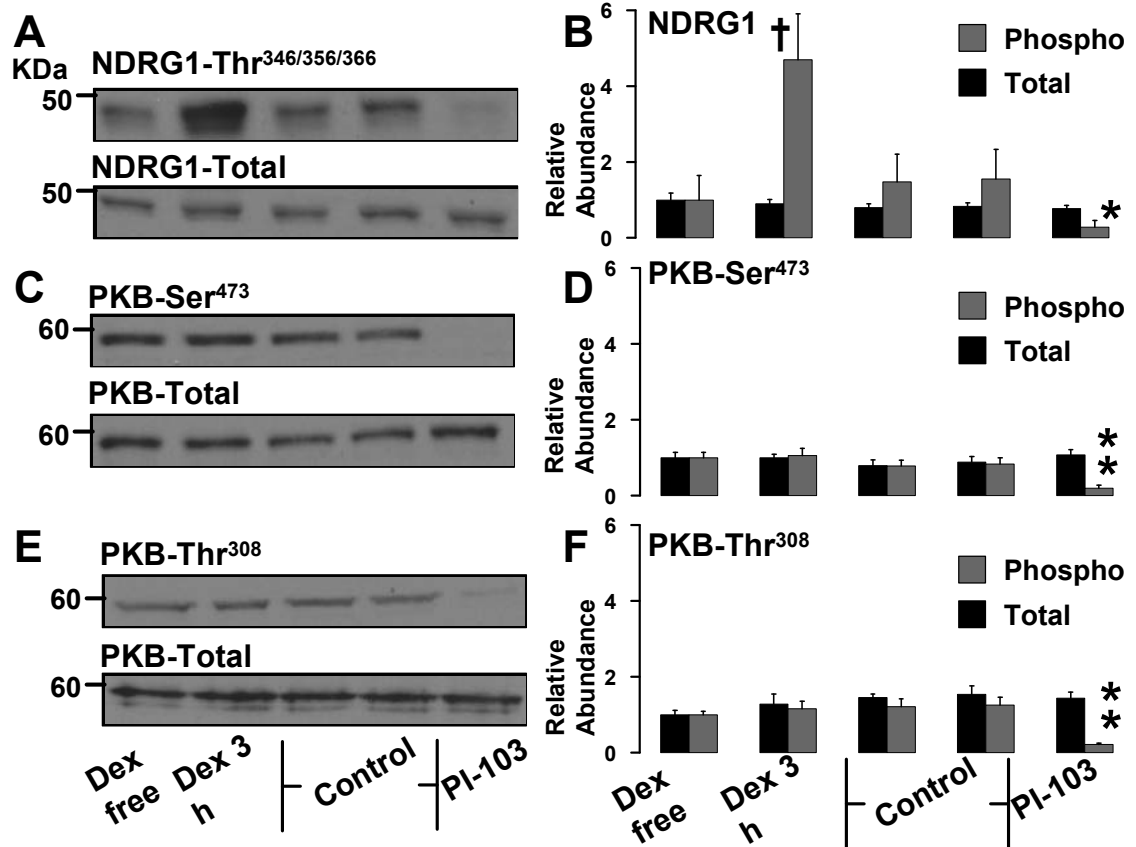 A
KDa
NDRG1-Thr346/356/366
50
NDRG1-Total
50
B
NDRG1 †
Phospho
Total
6
4
2
0
Relative
Abundance
*
C
PKB-Ser473
60
PKB-Total
60
D
PKB-Ser473
Phospho
Total
6
4
2
0
Relative
Abundance
*
*
E
PKB-Thr308
60
PKB-Total
60
Dex
free
Dex 3
h
Control
PI-103
F
PKB-Thr308
Phospho
Total
6
4
2
0
Relative
Abundance
*
*
Dex
free
Dex 3
h
Control
PI-103